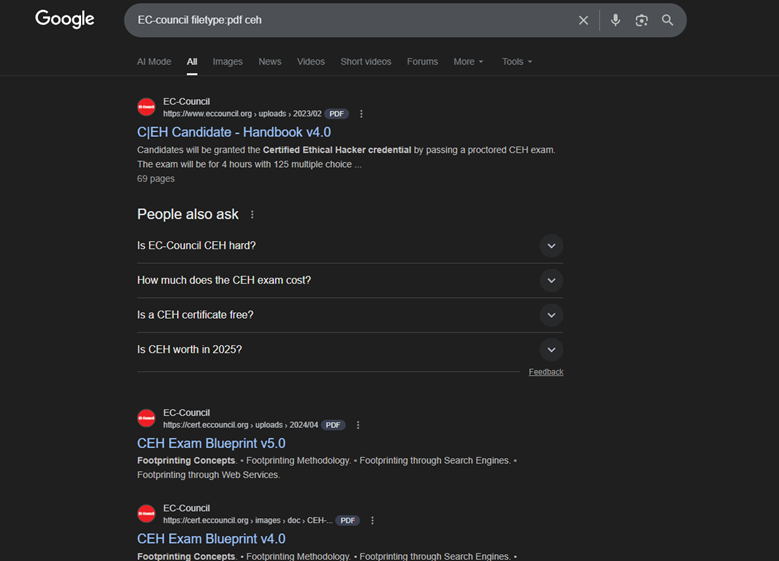 Google
EC-council filetype:pdf ceh
AI Mode All Images News Videos Short videos Forums More Tools
EC-Council
https://www.eccouncil.org › uploads › 2023/02 PDF
C|EH Candidate - Handbook v4.0
Candidates will be granted the Certified Ethical Hacker credential by passing a proctored CEH exam.
The exam will be for 4 hours with 125 multiple choice ...
69 pages
People also ask
Is EC-Council CEH hard?
How much does the CEH exam cost?
Is a CEH certificate free?
Is CEH worth in 2025?
Feedback
EC-Council
https://cert.eccouncil.org › uploads › 2024/04 PDF
CEH Exam Blueprint v5.0
Footprinting Concepts. • Footprinting Methodology. • Footprinting through Search Engines. •
Footprinting through Web Services.
EC-Council
https://cert.eccouncil.org › images › doc › CEH-... PDF
CEH Exam Blueprint v4.0
Footprinting Concepts. • Footprinting Methodology. • Footprinting through Search Engines. •